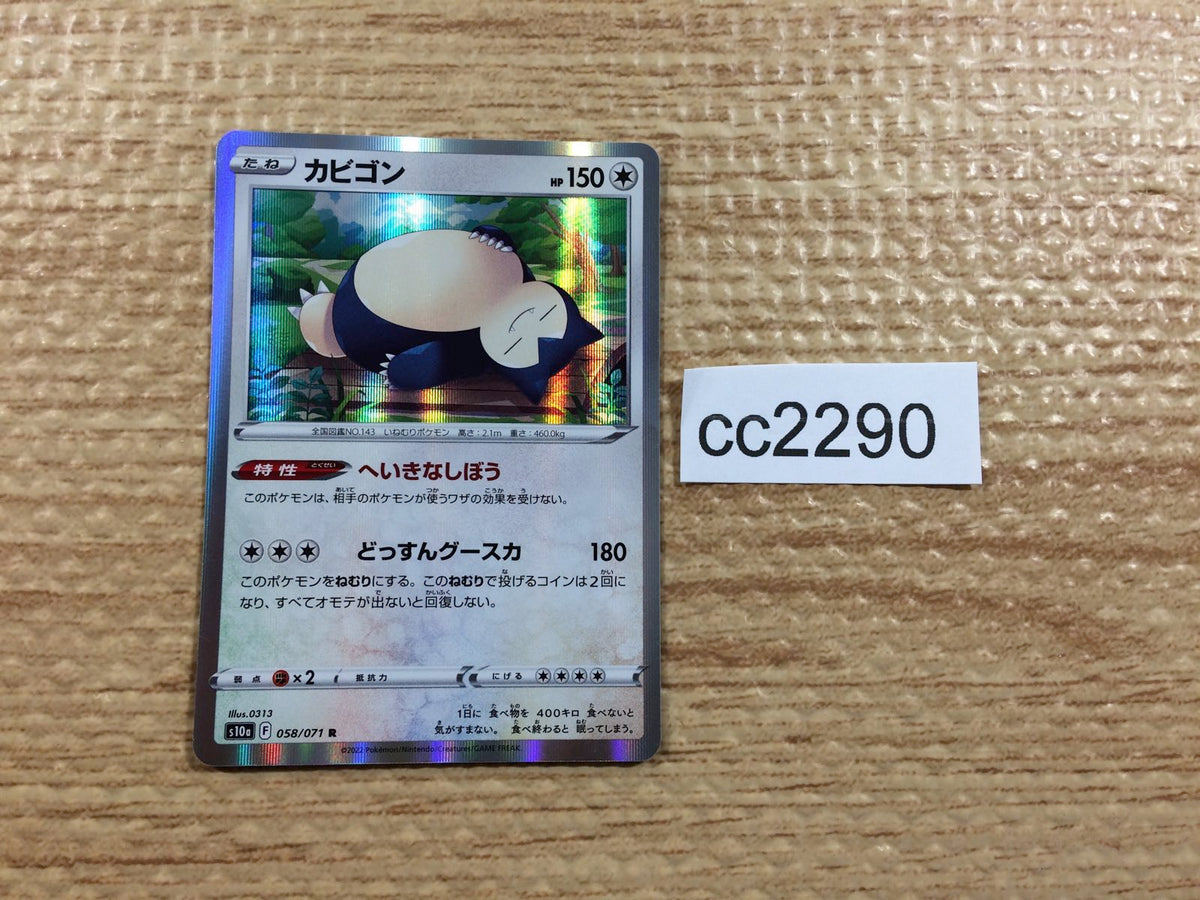 たね カビゴン HP 150
全国図鑑NO.143 いねむりポケモン 高さ:2.1m 重さ:460.0kg
特性 とくせい へいきなしぼう
このポケモンは、相手のポケモンが使うワザの効果を受けない。
どっすんグースカ 180
このポケモンをねむりにする。このねむりで投げるコインは2回に
なり、すべてオモテが出ないと回復しない。
弱点 ×2 抵抗力 にげる
Illus.0313
1日に 食べ物を 400キロ 食べないと
気がすまない。 食べ終わると 眠ってしまう。
s10a F 058/071 R
©2022 Pokémon/Nintendo/Creatures/GAME FREAK.
cc2290